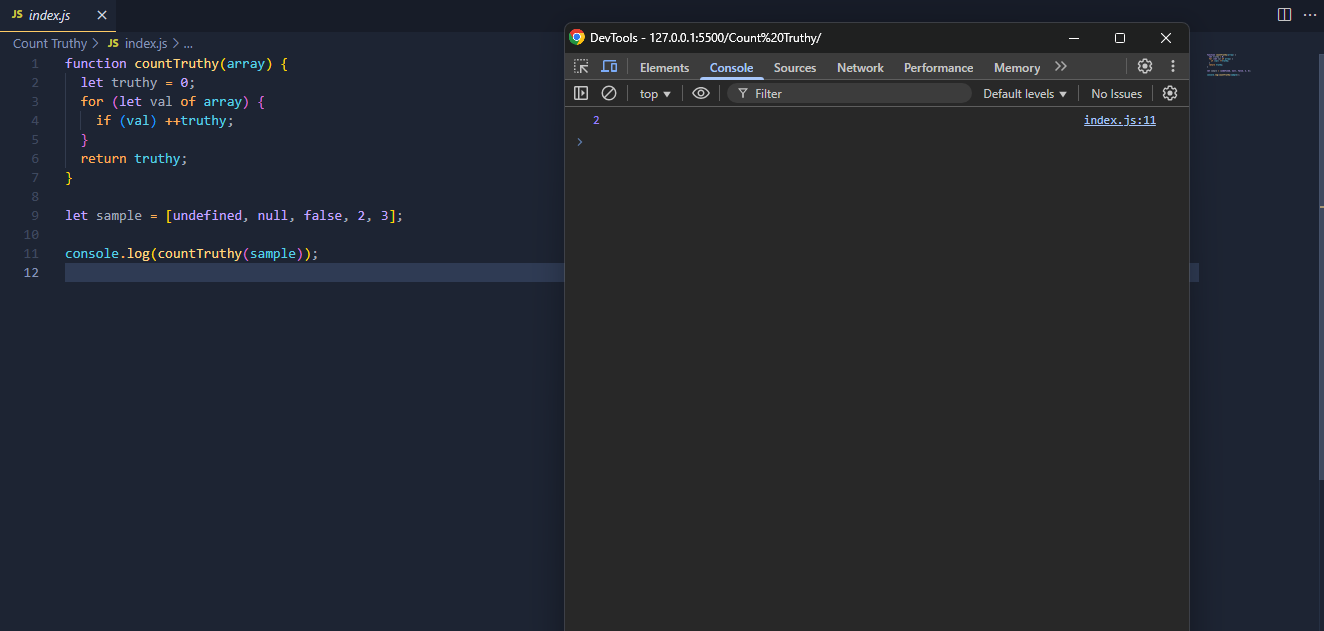 JS index.js
Count Truthy > JS index.js > ...
1 function countTruthy(array) {
2   let truthy = 0;
3   for (let val of array) {
4     if (val) ++truthy;
5   }
6   return truthy;
7 }
8
9 let sample = [undefined, null, false, 2, 3];
10
11 console.log(countTruthy(sample));
12
DevTools - 127.0.0.1:5500/Count%20Truthy/
Elements Console Sources Network Performance Memory
top Filter Default levels No Issues
2 index.js:11